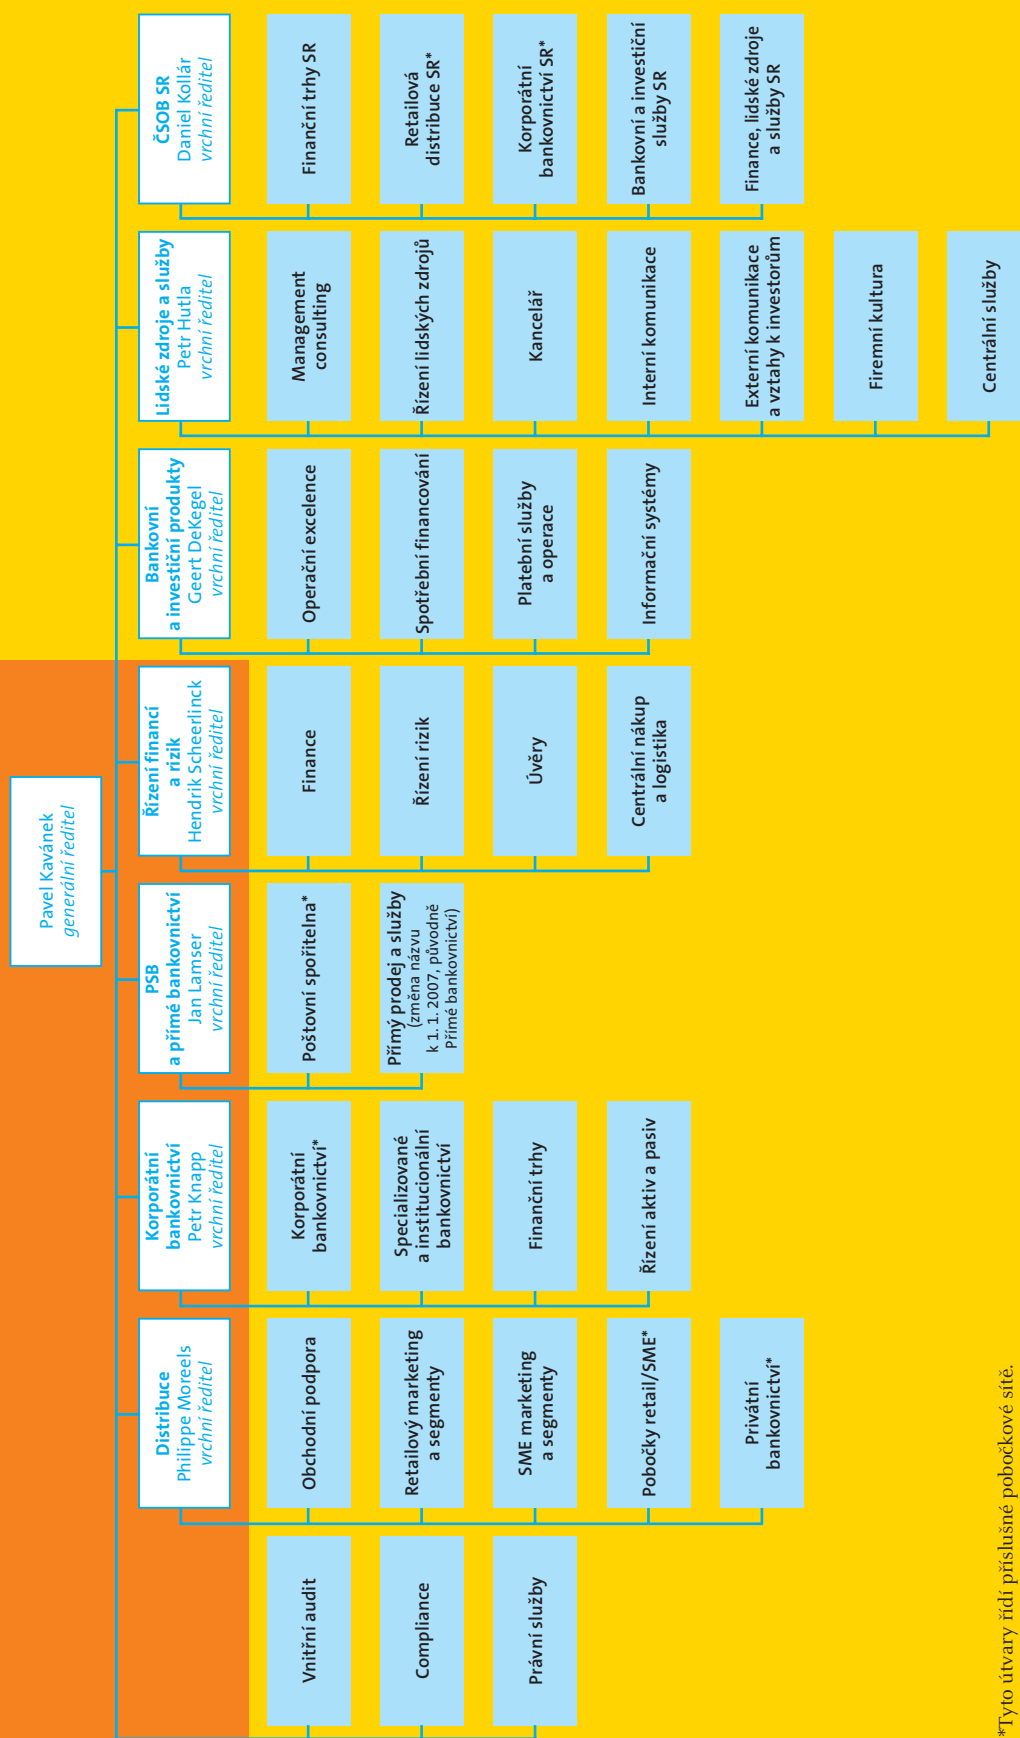 Pavel Kavánek
generální ředitel
Vnitřní audit
Compliance
Právní služby
Distribuce
Philippe Moreels
vrchní ředitel
Obchodní podpora
Retailový marketing
a segmenty
SME marketing
a segmenty
Pobočky retail/SME*
Privátní
bankovnictví*
Korporátní
bankovnictví
Petr Knapp
vrchní ředitel
Korporátní
bankovnictví*
Specializované
a institucionální
bankovnictví
Finanční trhy
Řízení aktiv a pasiv
PSB
a přímé bankovnictví
Jan Lamser
vrchní ředitel
Poštovní spořitelna*
Přímý prodej a služby
(změna názvu
k 1. 1. 2007, původně
Přímé bankovnictví)
Řízení financí
a rizik
Hendrik Scheerlinck
vrchní ředitel
Finance
Řízení rizik
Úvěry
Centrální nákup
a logistika
Bankovní
a investiční produkty
Geert DeKegel
vrchní ředitel
Operační excelence
Spotřební financování
Platební služby
a operace
Informační systémy
Lidské zdroje a služby
Petr Hutla
vrchní ředitel
Management
consulting
Řízení lidských zdrojů
Kancelář
Interní komunikace
Externí komunikace
a vztahy k investorům
Firemní kultura
Centrální služby
ČSOB SR
Daniel Kollár
vrchní ředitel
Finanční trhy SR
Retailová
distribuce SR*
Korporátní
bankovnictví SR*
Bankovní a investiční
služby SR
Finance, lidské zdroje
a služby SR
*Tyto útvary řídí příslušné pobočkové sítě.